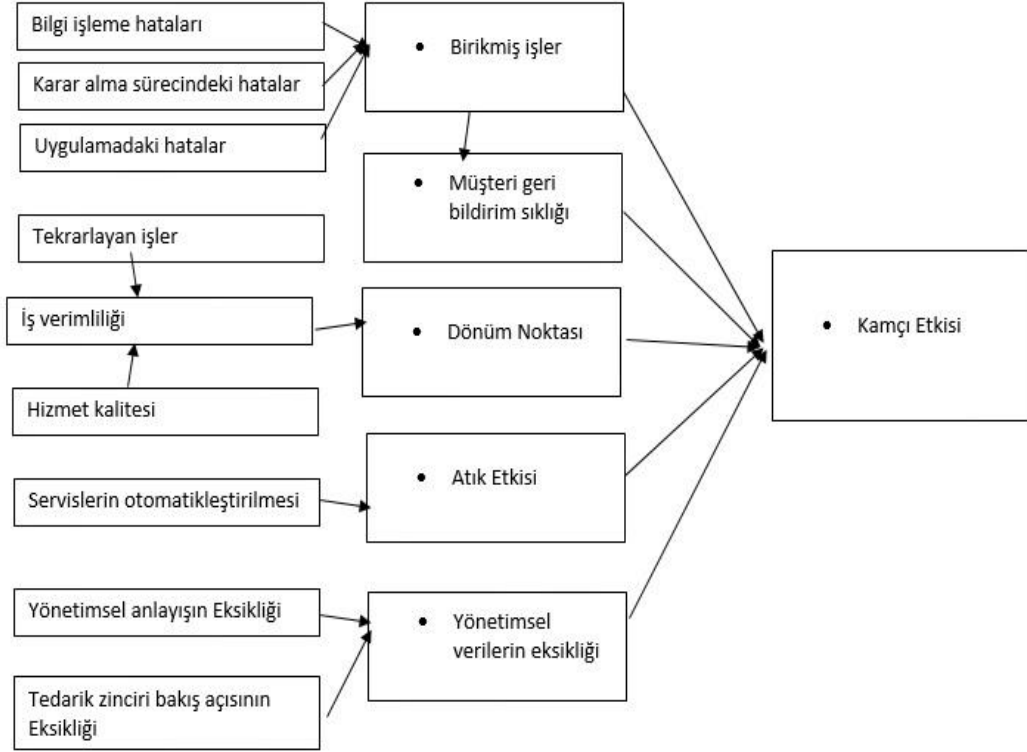 Bilgi işleme hataları
Karar alma sürecindeki hatalar
Uygulamadaki hatalar
• Birikmiş işler
• Müşteri geri
bildirim sıklığı
Tekrarlayan işler
İş verimliliği
Hizmet kalitesi
• Dönüm Noktası
• Kamçı Etkisi
Servislerin otomatikleştirilmesi
• Atık Etkisi
Yönetimsel anlayışın Eksikliği
Tedarik zinciri bakış açısının
Eksikliği
• Yönetimsel
verilerin eksikliği